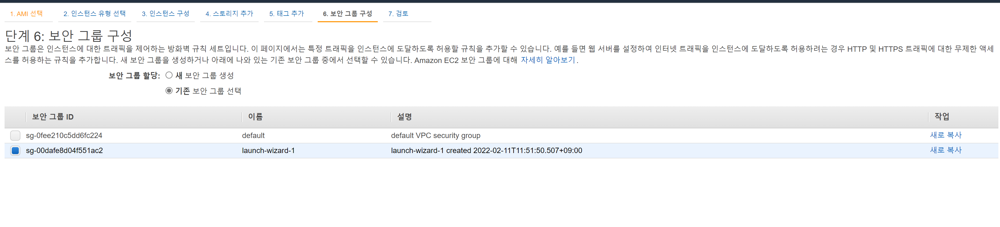 1. AMI 선택 2. 인스턴스 유형 선택 3. 인스턴스 구성 4. 스토리지 추가 5. 태그 추가 6. 보안 그룹 구성 7. 검토
단계 6: 보안 그룹 구성
보안 그룹은 인스턴스에 대한 트래픽을 제어하는 방화벽 규칙 세트입니다. 이 페이지에서는 특정 트래픽을 인스턴스에 도달하도록 허용할 규칙을 추가할 수 있습니다. 예를 들면 웹 서버를 설정하여 인터넷 트래픽을 인스턴스에 도달하도록 허용하려는 경우 HTTP 및 HTTPS 트래픽에 대한 무제한 액세
스를 허용하는 규칙을 추가합니다. 새 보안 그룹을 생성하거나 아래에 나와 있는 기존 보안 그룹 중에서 선택할 수 있습니다. Amazon EC2 보안 그룹에 대해 자세히 알아보기.
보안 그룹 할당: 새 보안 그룹 생성
기존 보안 그룹 선택
보안 그룹 ID 이름 설명 작업
sg-0fee210c5dd6fc224 default default VPC security group 새로 복사
sg-00dafe8d04f551ac2 launch-wizard-1 launch-wizard-1 created 2022-02-11T11:51:50.507+09:00 새로 복사